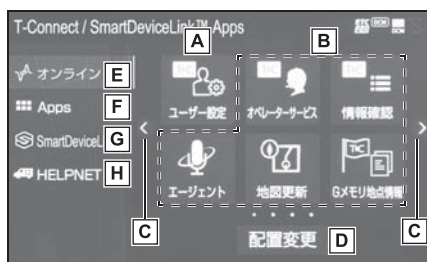 T-Connect / SmartDeviceLink™ Apps
A
B
オンライン
E
Apps
F
SmartDeviceL
G
HELPNET
H
ユーザー設定
オペレーターサービス
情報確認
エージェント
地図更新
Gメモリ地点情報
C
C
配置変更
D